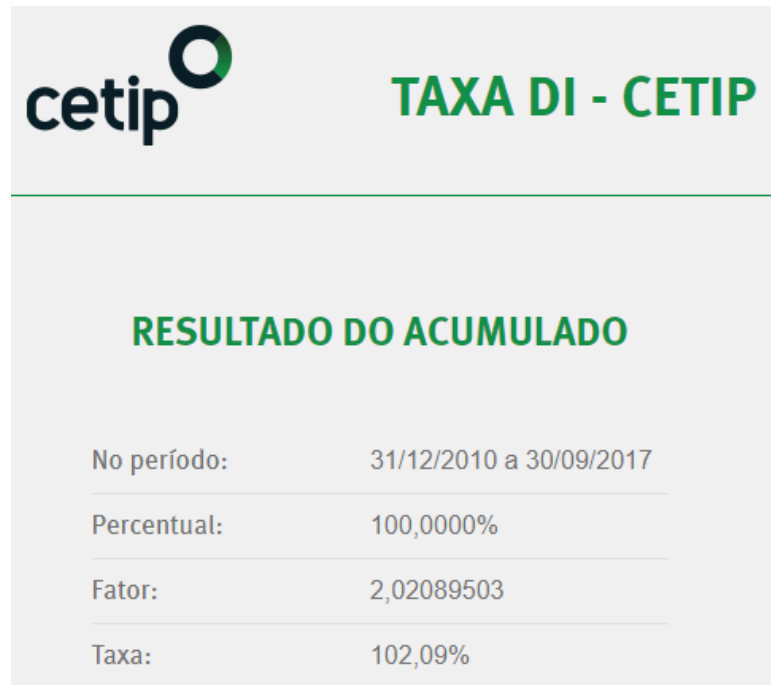 cetip
TAXA DI - CETIP
RESULTADO DO ACUMULADO
No período: 31/12/2010 a 30/09/2017
Percentual: 100,0000%
Fator: 2,02089503
Taxa: 102,09%